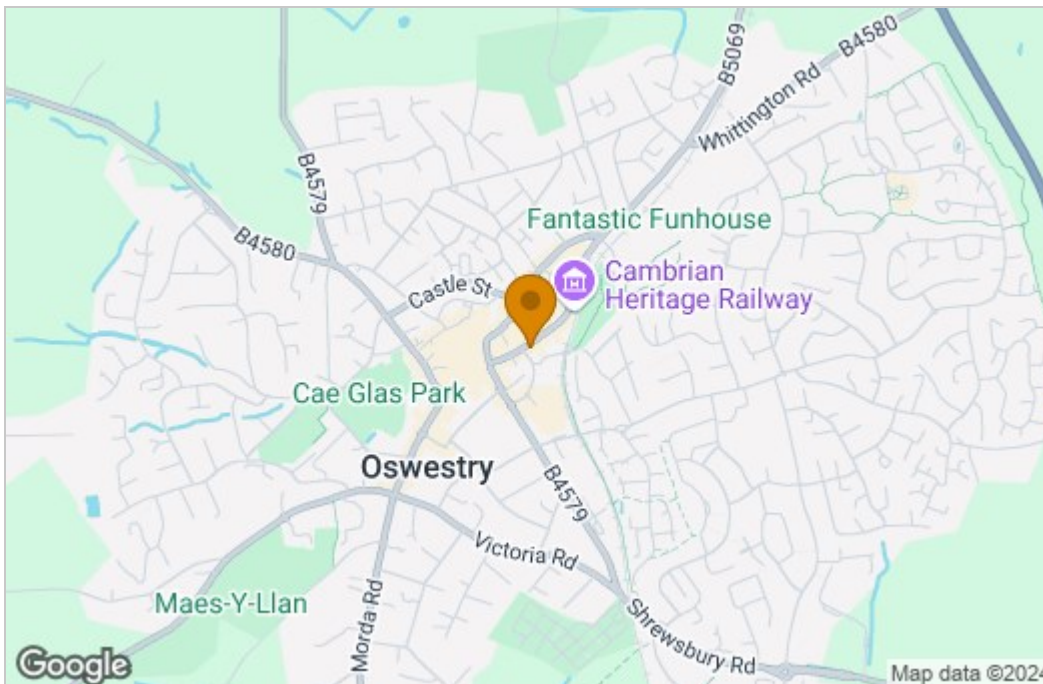 B4580
B5069
Whittington Rd
B4579
Fantastic Funhouse
B4580
Cambrian
Heritage Railway
Castle St
Cae Glas Park
Oswestry
B4579
Victoria Rd
Maes-Y-Llan
Morda Rd
Shrewsbury Rd
Google
Map data ©2024